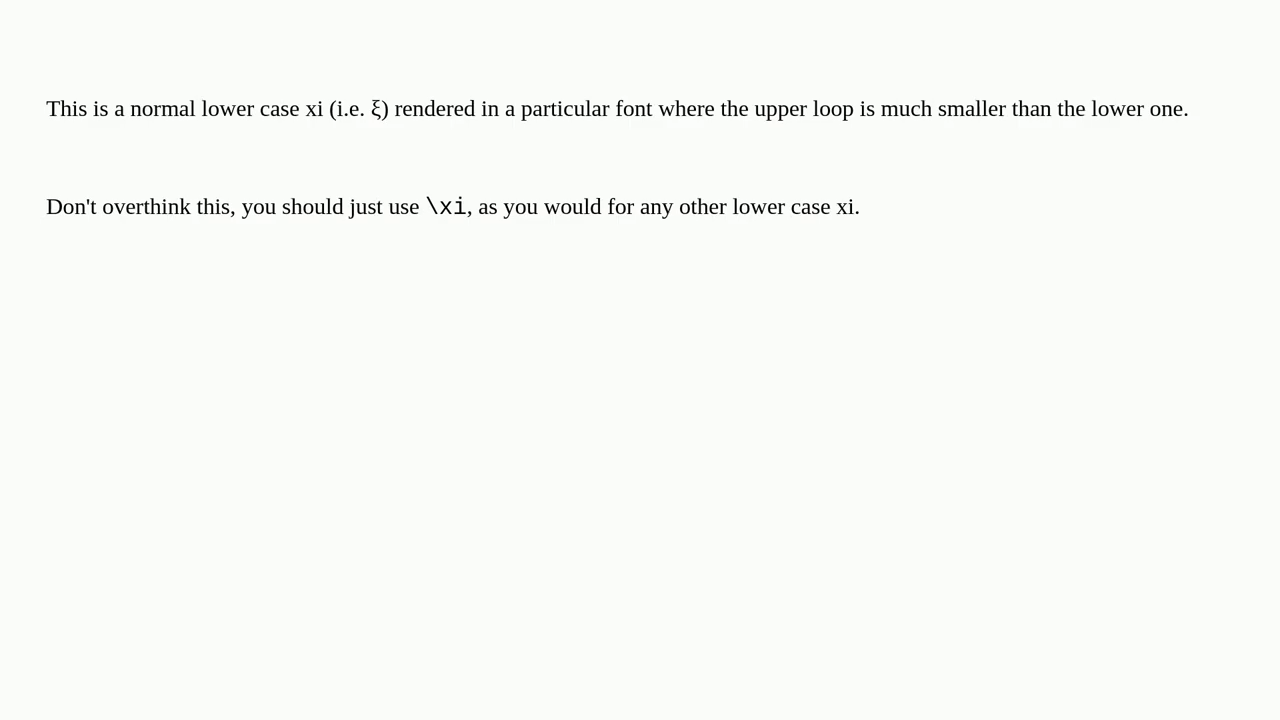 This is a normal lower case xi (i.e. ξ) rendered in a particular font where the upper loop is much smaller than the lower one.
Don't overthink this, you should just use \xi, as you would for any other lower case xi.